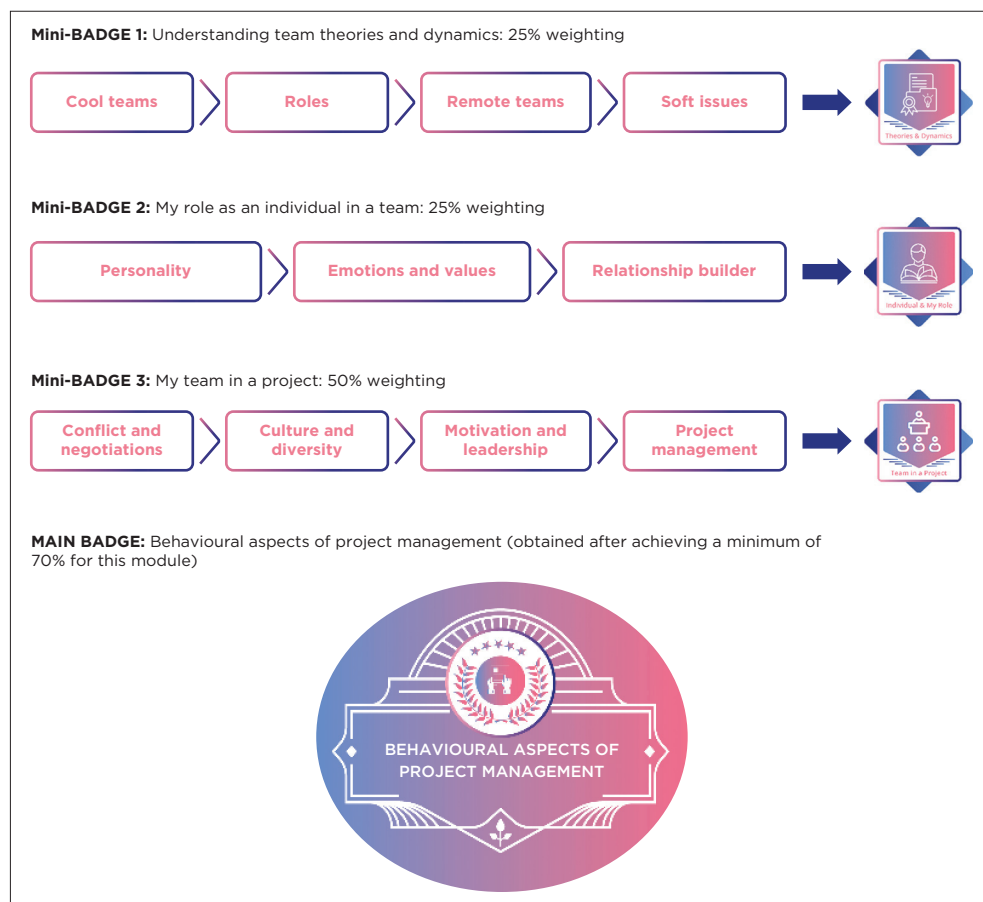 Mini-BADGE 1: Understanding team theories and dynamics: 25% weighting
Cool teams
Roles
Remote teams
Soft issues
Theories & Dynamics
Mini-BADGE 2: My role as an individual in a team: 25% weighting
Personality
Emotions and values
Relationship builder
Individual & My Role
Mini-BADGE 3: My team in a project: 50% weighting
Conflict and
negotiations
Culture and
diversity
Motivation and
leadership
Project
management
Team in a Project
MAIN BADGE: Behavioural aspects of project management (obtained after achieving a minimum of
70% for this module)
BEHAVIOURAL ASPECTS OF
PROJECT MANAGEMENT